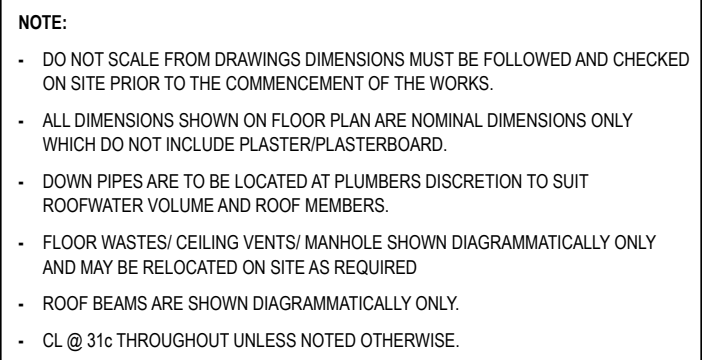 NOTE:
- DO NOT SCALE FROM DRAWINGS DIMENSIONS MUST BE FOLLOWED AND CHECKED
ON SITE PRIOR TO THE COMMENCEMENT OF THE WORKS.
- ALL DIMENSIONS SHOWN ON FLOOR PLAN ARE NOMINAL DIMENSIONS ONLY
WHICH DO NOT INCLUDE PLASTER/PLASTERBOARD.
- DOWN PIPES ARE TO BE LOCATED AT PLUMBERS DISCRETION TO SUIT
ROOFWATER VOLUME AND ROOF MEMBERS.
- FLOOR WASTES/ CEILING VENTS/ MANHOLE SHOWN DIAGRAMMATICALLY ONLY
AND MAY BE RELOCATED ON SITE AS REQUIRED
- ROOF BEAMS ARE SHOWN DIAGRAMMATICALLY ONLY.
- CL @ 31c THROUGHOUT UNLESS NOTED OTHERWISE.